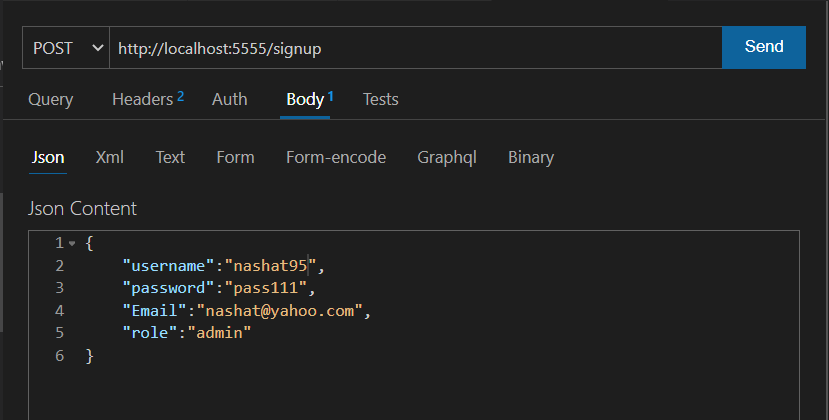 POST http://localhost:5555/signup Send
Query Headers 2 Auth Body 1 Tests
Json Xml Text Form Form-encode Graphql Binary
Json Content
1 {
2 "username":"nashat95",
3 "password":"pass111",
4 "Email":"nashat@yahoo.com",
5 "role":"admin"
6 }